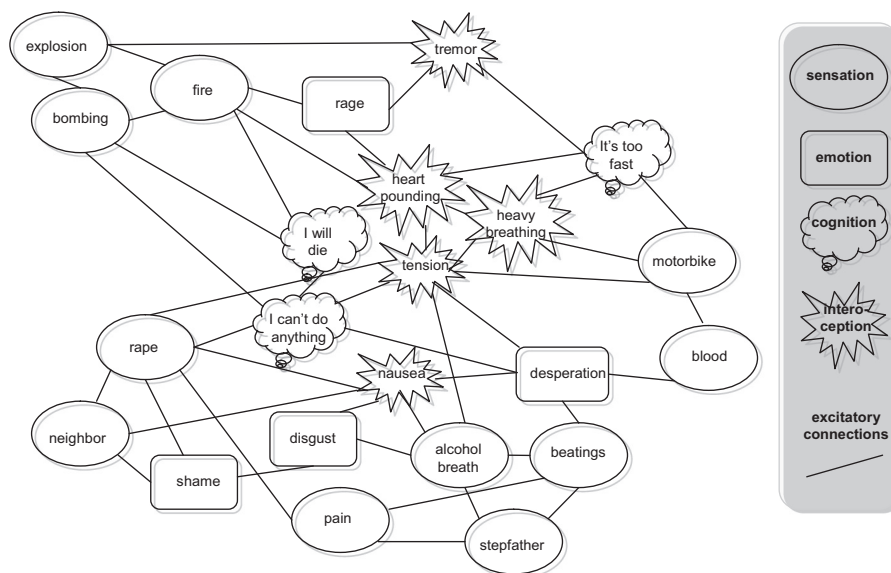 explosion
tremor
fire
rage
bombing
It's too
fast
heart
pounding
heavy
breathing
I will
die
tension
motorbike
I can't do
anything
rape
blood
nausea
desperation
neighbor
disgust
alcohol
breath
beatings
shame
pain
stepfather
sensation
emotion
cognition
intero-
ception
excitatory
connections